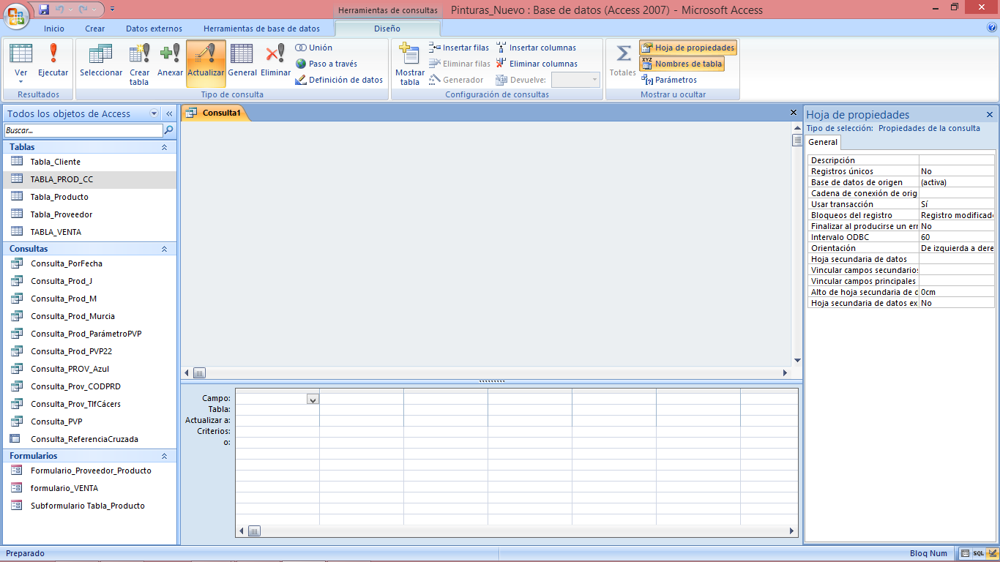 Herramientas de consultas
Pinturas_Nuevo : Base de datos (Access 2007) - Microsoft Access
Inicio
Crear
Datos externos
Herramientas de base de datos
Diseño
Ver
Ejecutar
Resultados
Seleccionar
Crear tabla
Anexar
Actualizar
General
Eliminar
Unión
Paso a través
Definición de datos
Tipo de consulta
Mostrar tabla
Insertar filas
Eliminar filas
Generador
Insertar columnas
Eliminar columnas
Devuelve:
Configuración de consultas
Totales
Hoja de propiedades
XYZ
Nombres de tabla
Parámetros
Mostrar u ocultar
Todos los objetos de Access
Buscar...
Tablas
Tabla_Cliente
TABLA_PROD_CC
Tabla_Producto
Tabla_Proveedor
TABLA_VENTA
Consultas
Consulta_PorFecha
Consulta_Prod_J
Consulta_Prod_M
Consulta_Prod_Murcia
Consulta_Prod_ParámetroPVP
Consulta_Prod_PVP22
Consulta_PROV_Azul
Consulta_Prov_CODPRD
Consulta_Prov_TlfCácers
Consulta_PVP
Consulta_ReferenciaCruzada
Formularios
Formulario_Proveedor_Producto
formulario_VENTA
Subformulario Tabla_Producto
Consulta1
Campo:
Tabla:
Actualizar a:
Criterios:
o:
Hoja de propiedades
Tipo de selección: Propiedades de la consulta
General
Descripción
Registros únicos No
Base de datos de origen (activa)
Cadena de conexión de orig
Usar transacción Sí
Bloqueos del registro Registro modificad
Finalizar al producirse un err No
Intervalo ODBC 60
Orientación De izquierda a dere
Hoja secundaria de datos
Vincular campos secundarios
Vincular campos principales
Alto de hoja secundaria de d 0cm
Hoja secundaria de datos ex No
Preparado
Bloq Num
SQL